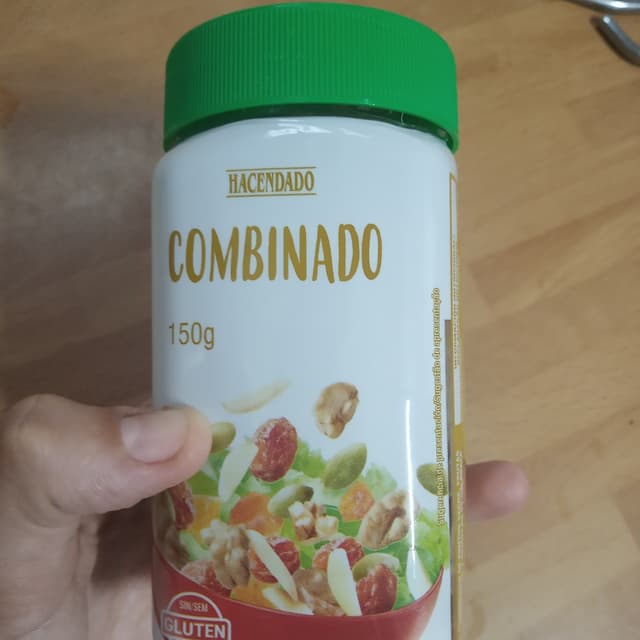 HACENDADO
COMBINADO
150g
Sugerencia de presentación/Sugestão de apresentação
SIN/SEM
GLUTEN